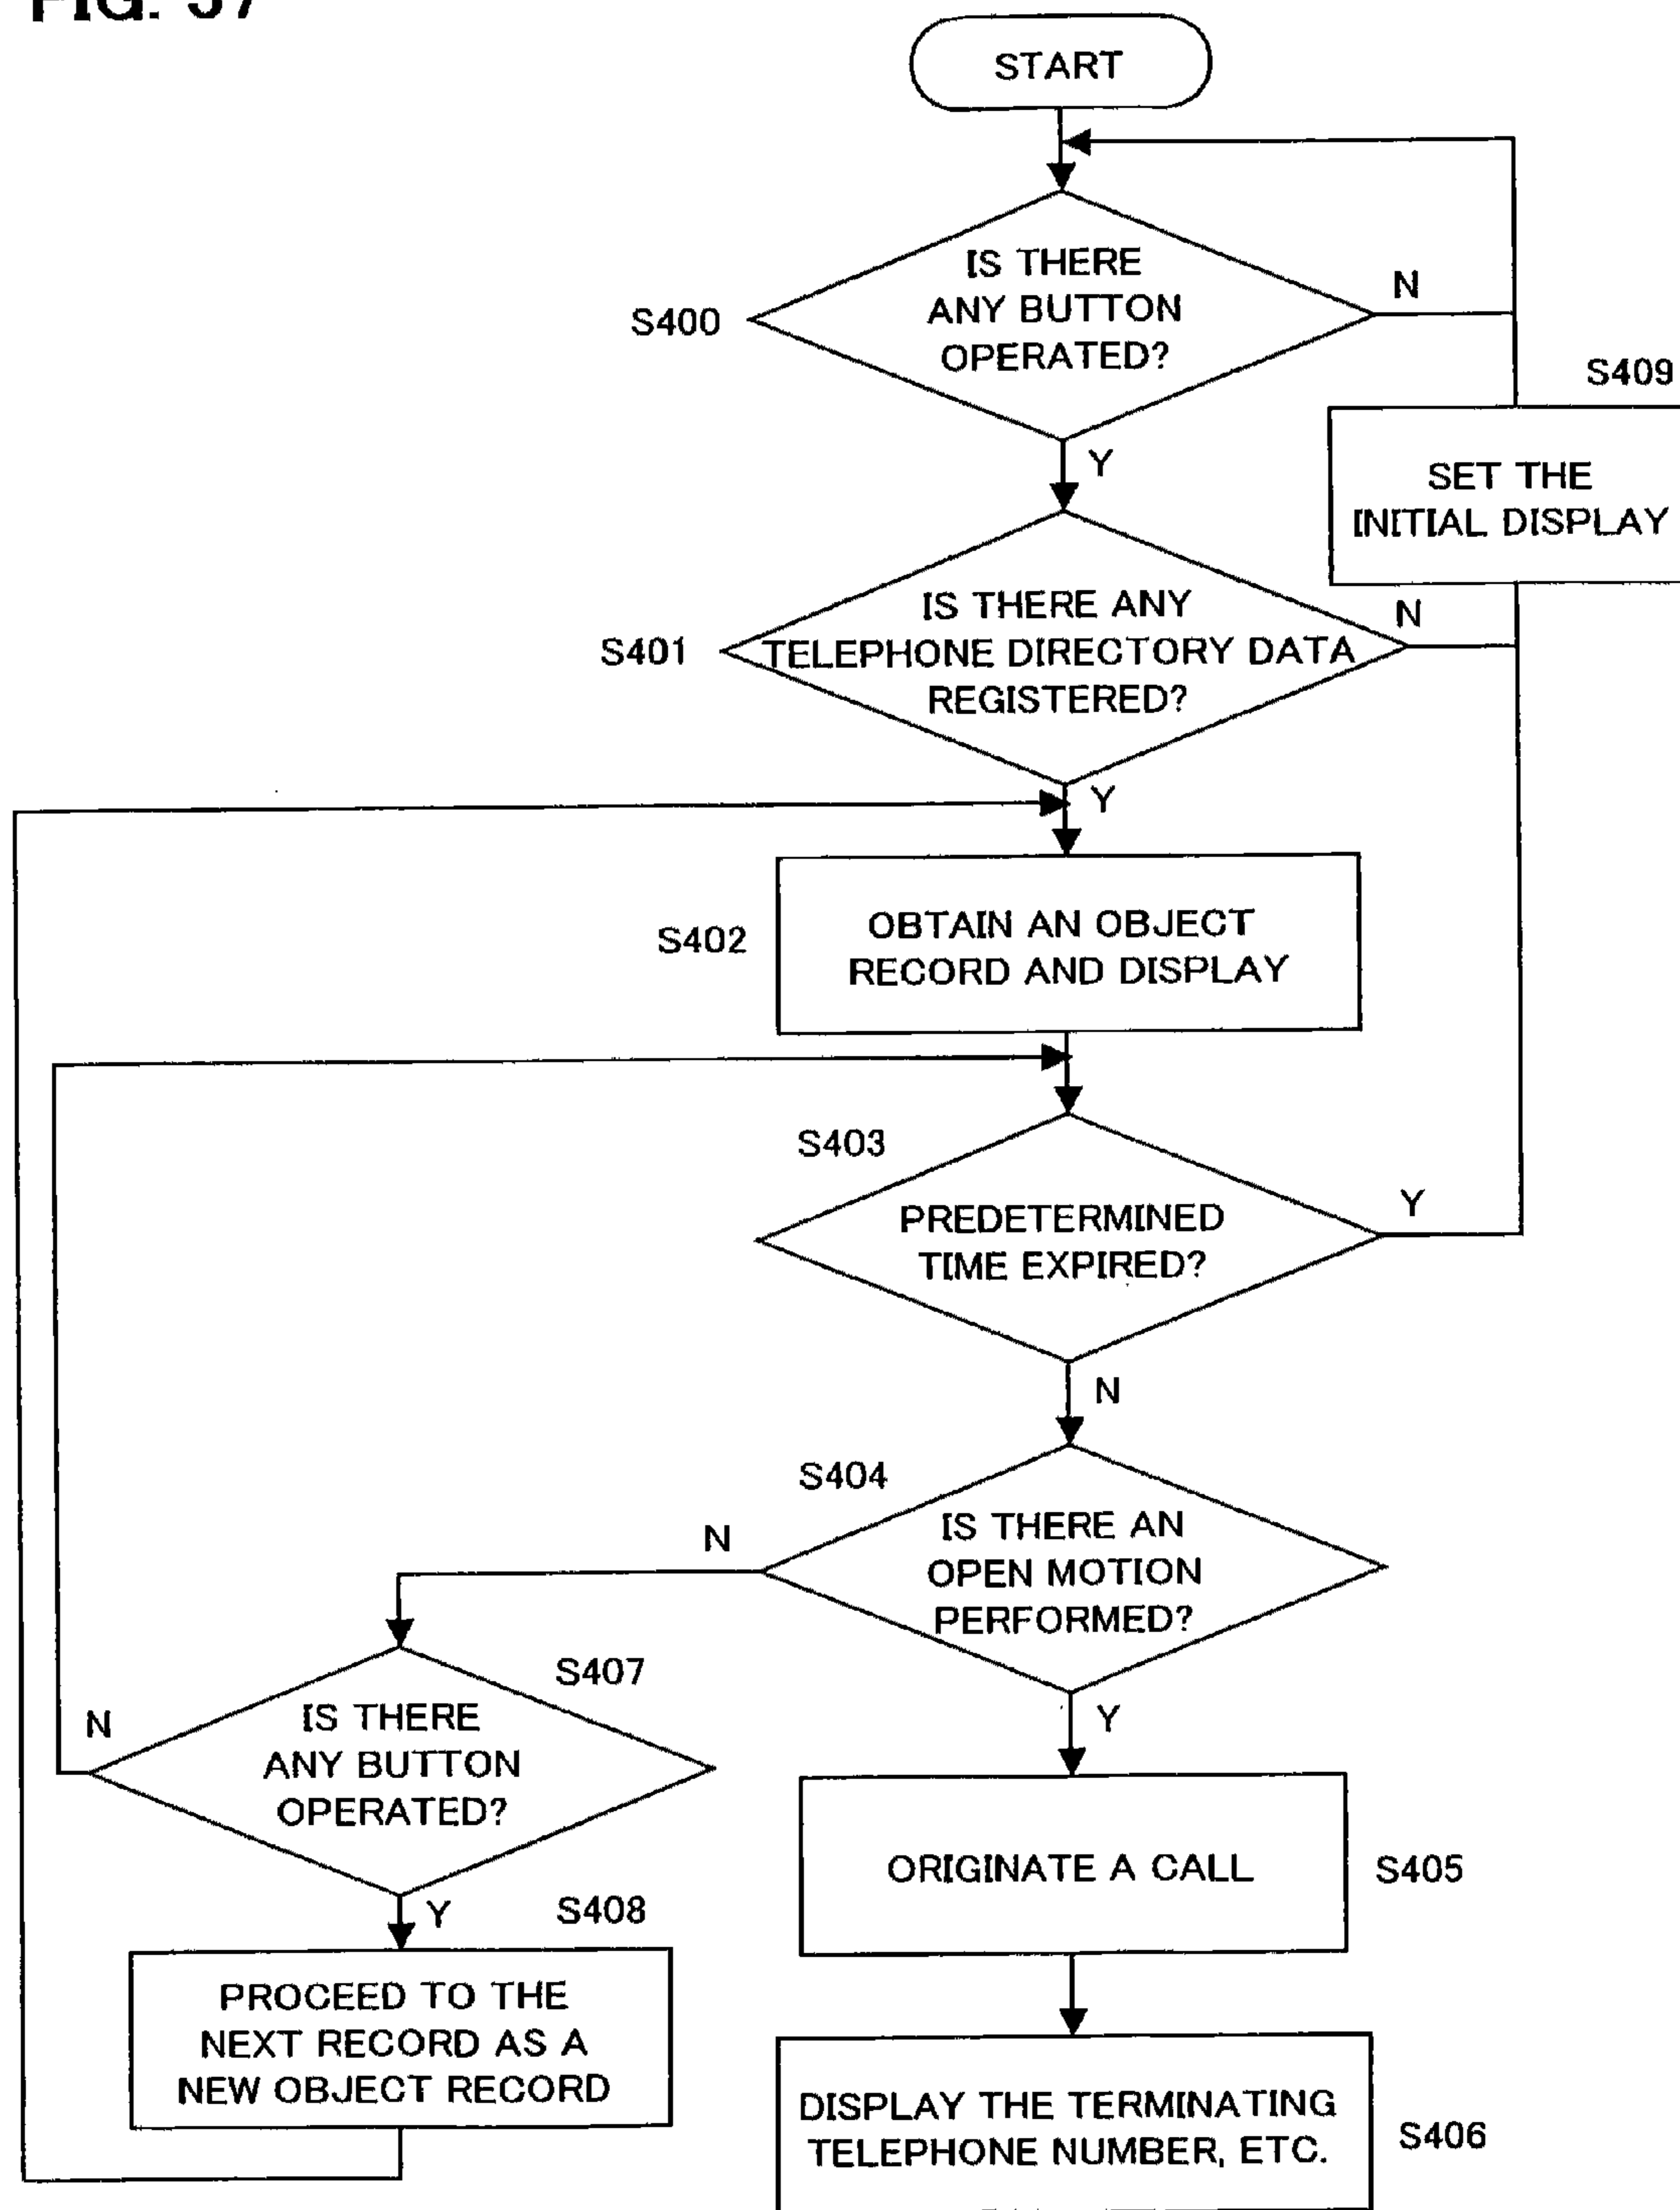 FIG. 37
START
IS THERE
ANY BUTTON
OPERATED?
N
S400
S409
Y
SET THE
INITIAL DISPLAY
IS THERE ANY
TELEPHONE DIRECTORY DATA
REGISTERED?
N
S401
Y
OBTAIN AN OBJECT
RECORD AND DISPLAY
S402
S403
PREDETERMINED
TIME EXPIRED?
Y
N
S404
IS THERE AN
OPEN MOTION
PERFORMED?
N
S407
IS THERE
ANY BUTTON
OPERATED?
N
Y
ORIGINATE A CALL
S405
Y
S408
PROCEED TO THE
NEXT RECORD AS A
NEW OBJECT RECORD
DISPLAY THE TERMINATING
TELEPHONE NUMBER, ETC.
S406